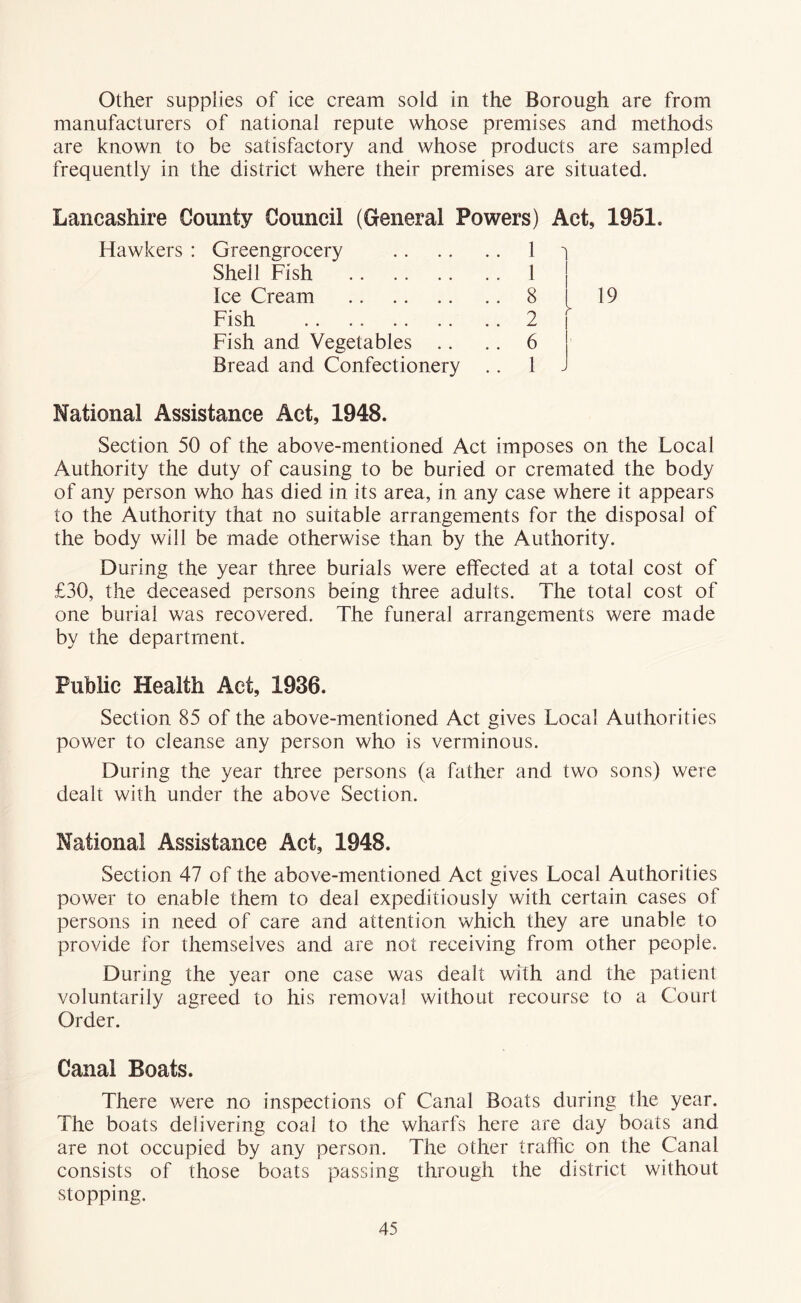 Other supplies of ice cream sold in the Borough are from
manufacturers of national repute whose premises and methods
are known to be satisfactory and whose products are sampled
frequently in the district where their premises are situated.
Lancashire County Council (General Powers) Act, 1951.
Hawkers : Greengrocery .. .. .. 1
Shell Fish .. .. .. .. 1
Ice Cream .. .. .. .. 8 19
Fish .. .. .. .. .. 2
Fish and Vegetables .. .. 6
Bread and Confectionery .. 1
National Assistance Act, 1948.
Section 50 of the above-mentioned Act imposes on the Local
Authority the duty of causing to be buried or cremated the body
of any person who has died in its area, in any case where it appears
to the Authority that no suitable arrangements for the disposal of
the body will be made otherwise than by the Authority.
During the year three burials were effected at a total cost of
£30, the deceased persons being three adults. The total cost of
one burial was recovered. The funeral arrangements were made
by the department.
Public Health Act, 1936.
Section 85 of the above-mentioned Act gives Local Authorities
power to cleanse any person who is verminous.
During the year three persons (a father and two sons) were
dealt with under the above Section.
National Assistance Act, 1948.
Section 47 of the above-mentioned Act gives Local Authorities
power to enable them to deal expeditiously with certain cases of
persons in need of care and attention which they are unable to
provide for themselves and are not receiving from other people.
During the year one case was dealt with and the patient
voluntarily agreed to his removal without recourse to a Court
Order.
Canal Boats.
There were no inspections of Canal Boats during the year.
The boats delivering coal to the wharfs here are day boats and
are not occupied by any person. The other traffic on the Canal
consists of those boats passing through the district without
stopping.
45